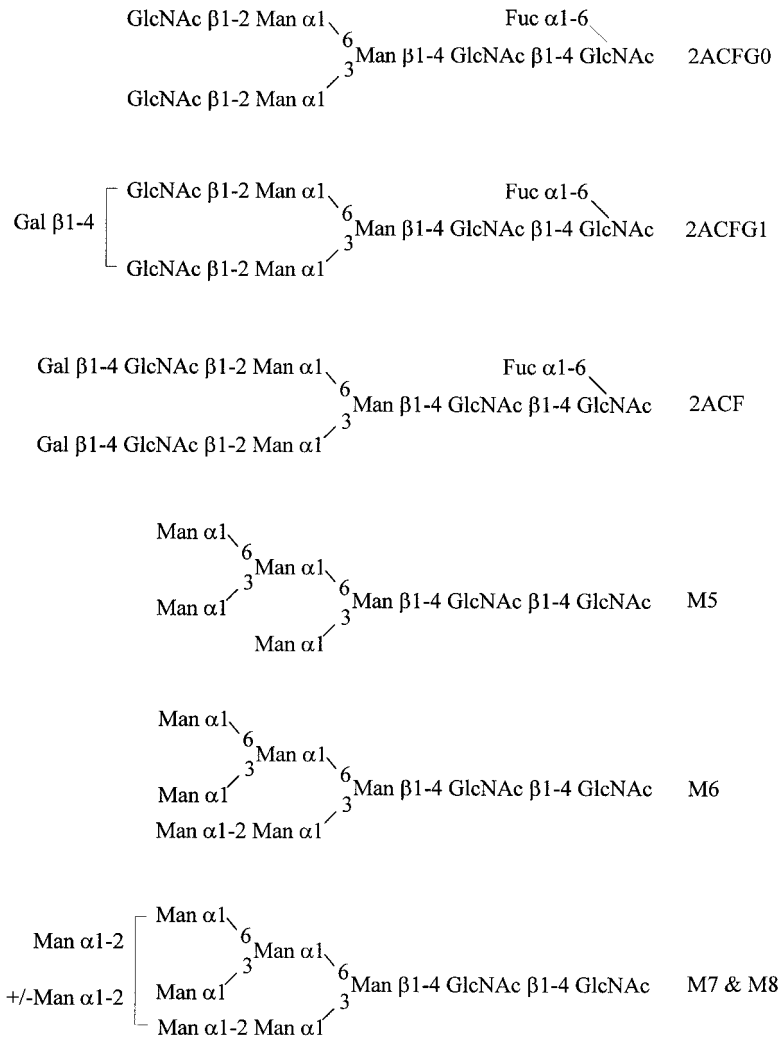 GlcNAc β1-2 Man α1 Fuc α1-6
6
Man β1-4 GlcNAc β1-4 GlcNAc 2ACFG0
3
GlcNAc β1-2 Man α1
GlcNAc β1-2 Man α1 Fuc α1-6
6
Gal β1-4 Man β1-4 GlcNAc β1-4 GlcNAc 2ACFG1
3
GlcNAc β1-2 Man α1
Gal β1-4 GlcNAc β1-2 Man α1 Fuc α1-6
6
Man β1-4 GlcNAc β1-4 GlcNAc 2ACF
3
Gal β1-4 GlcNAc β1-2 Man α1
Man α1
6
Man α1
3 6
Man α1 Man β1-4 GlcNAc β1-4 GlcNAc M5
3
Man α1
Man α1
6
Man α1
3 6
Man α1 Man β1-4 GlcNAc β1-4 GlcNAc M6
3
Man α1-2 Man α1
Man α1
6
Man α1-2 Man α1
3 6
+/-Man α1-2 Man α1 Man β1-4 GlcNAc β1-4 GlcNAc M7 & M8
3
Man α1-2 Man α1